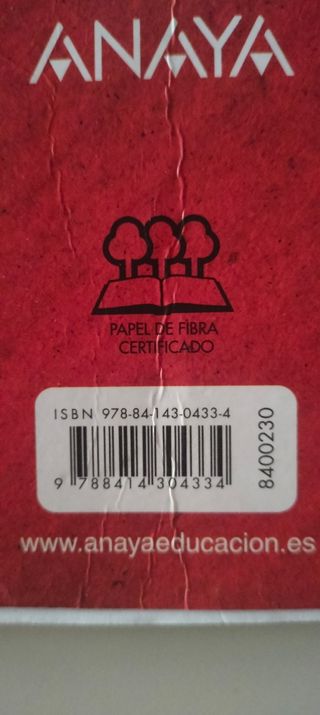 ANAYA
PAPEL DE FIBRA
CERTIFICADO
ISBN 978-84-143-0433-4
9 788414 304334
8400230
www.anayaeducacion.es